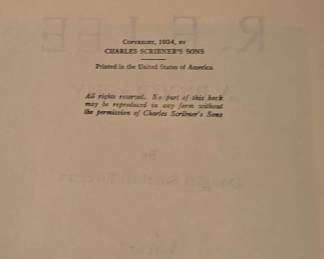 COPYRIGHT, 1934, BY
CHARLES SCRIBNER'S SONS
Printed in the United States of America
All rights reserved. No part of this book
may be reproduced in any form without
the permission of Charles Scribner's Sons